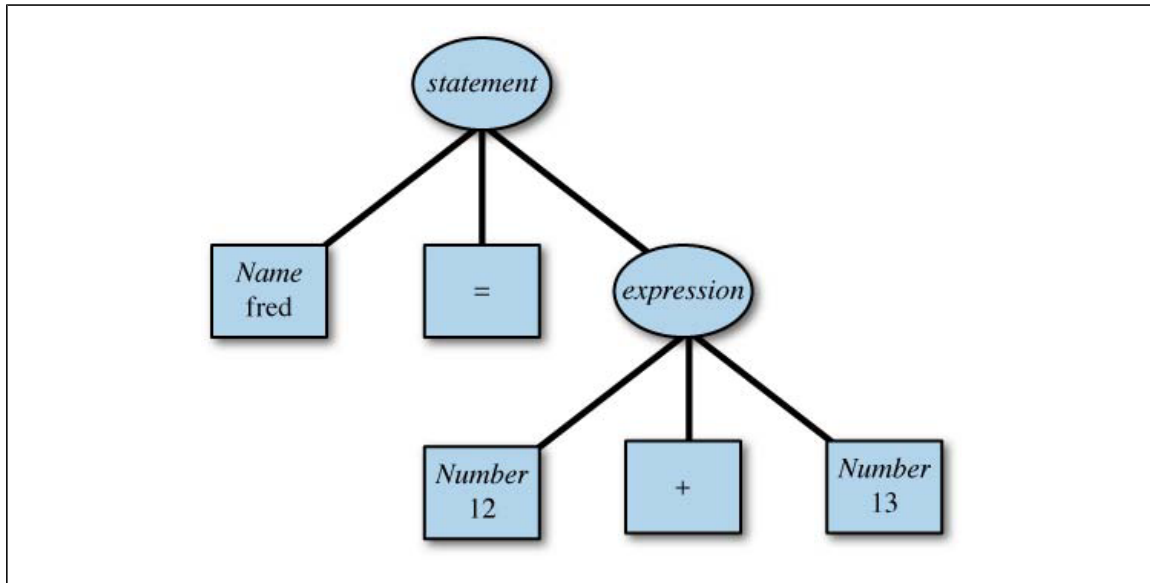 statement
Name
fred
=
expression
Number
12
+
Number
13